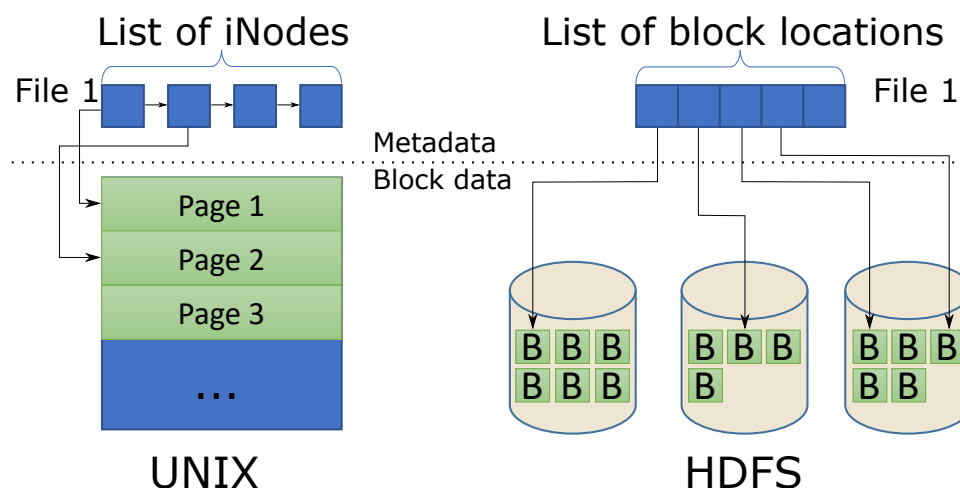 List of iNodes
File 1
Metadata
Block data
Page 1
Page 2
Page 3
...
UNIX
List of block locations
File 1
B B B
B B B
B B B
B
B B B
B B
HDFS